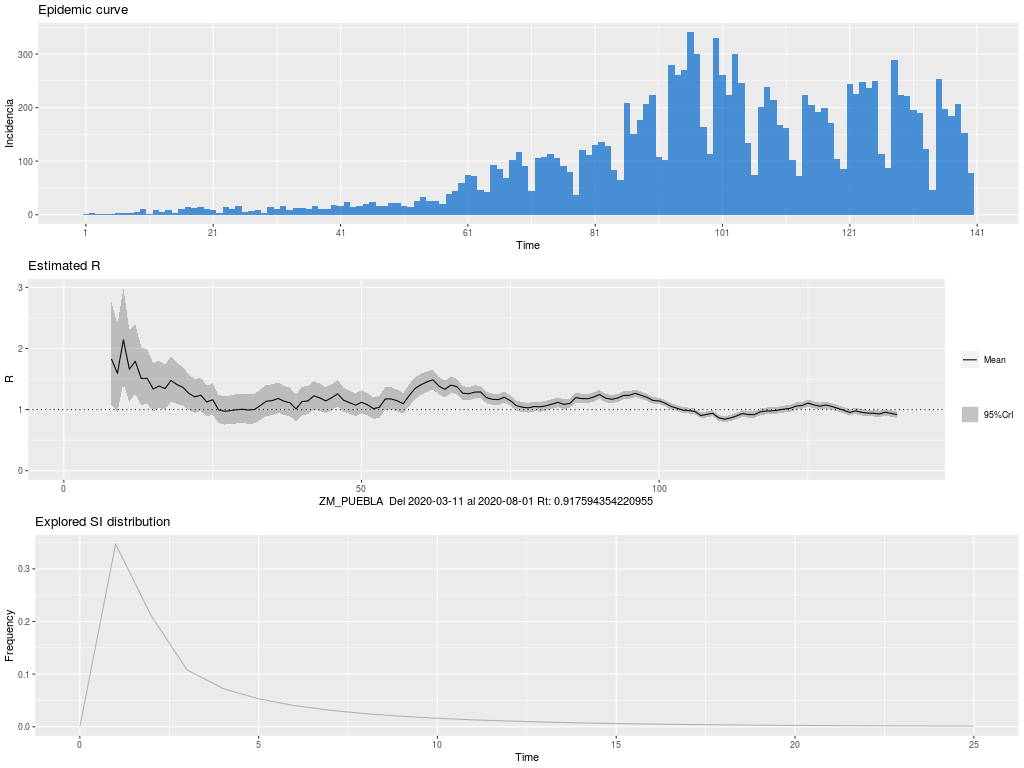 Epidemic curve
Incidencia
300
200
100
0
1 21 41 61 81 101 121 141
Time
Estimated R
R
3
2
1
0
0 50 100
Mean
95%CrI
ZM_PUEBLA Del 2020-03-11 al 2020-08-01 Rt: 0.917594354220955
Explored SI distribution
Frequency
0.3
0.2
0.1
0.0
0 5 10 15 20 25
Time